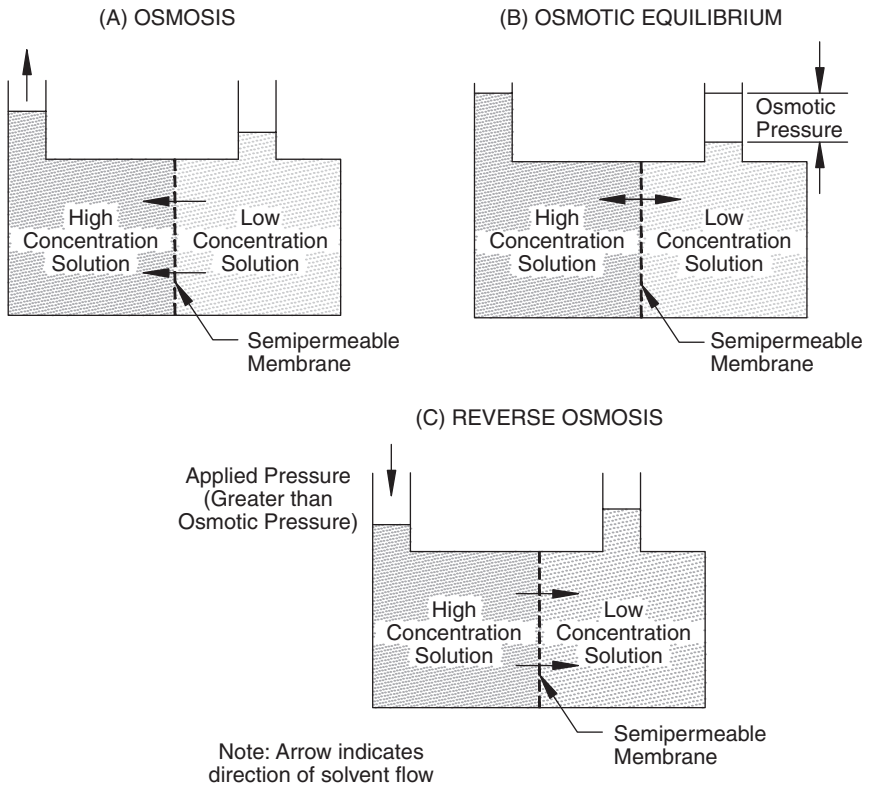 (A) OSMOSIS
High
Concentration
Solution
Low
Concentration
Solution
Semipermeable
Membrane
(B) OSMOTIC EQUILIBRIUM
Osmotic
Pressure
High
Concentration
Solution
Low
Concentration
Solution
Semipermeable
Membrane
(C) REVERSE OSMOSIS
Applied Pressure
(Greater than
Osmotic Pressure)
High
Concentration
Solution
Low
Concentration
Solution
Semipermeable
Membrane
Note: Arrow indicates
direction of solvent flow